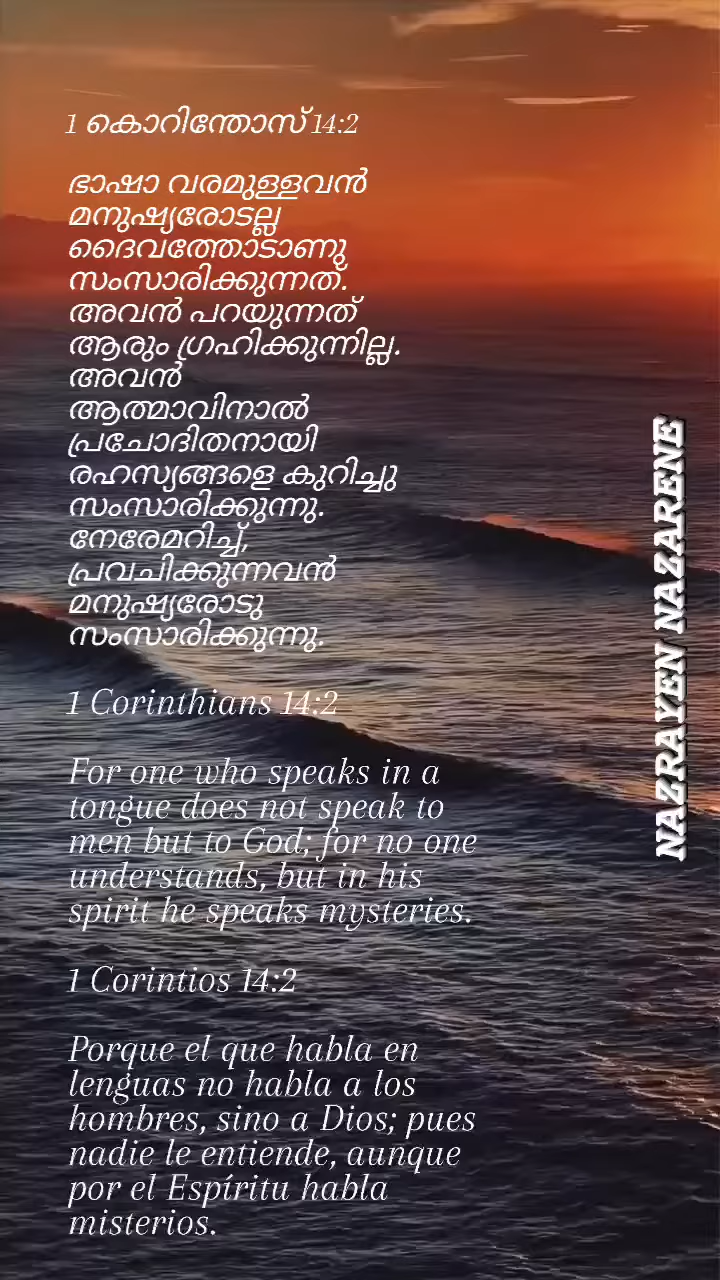 1 കൊറിന്തോസ് 14:2
ഭാഷാ വരമുള്ളവൻ
മനുഷ്യരോടല്ല
ദൈവത്തോടാണു
സംസാരിക്കുന്നത്.
അവൻ പറയുന്നത്
ആരും ഗ്രഹിക്കുന്നില്ല.
അവൻ
ആത്മാവിനാൽ
പ്രചോദിതനായി
രഹസ്യങ്ങളെ കുറിച്ചു
സംസാരിക്കുന്നു.
നേരേമറിച്ച്,
പ്രവചിക്കുന്നവൻ
മനുഷ്യരോടു
സംസാരിക്കുന്നു.
1 Corinthians 14:2
For one who speaks in a
tongue does not speak to
men but to God; for no one
understands, but in his
spirit he speaks mysteries.
1 Corintios 14:2
Porque el que habla en
lenguas no habla a los
hombres, sino a Dios; pues
nadie le entiende, aunque
por el Espíritu habla
misterios.
NAZRAYEN NAZARENE